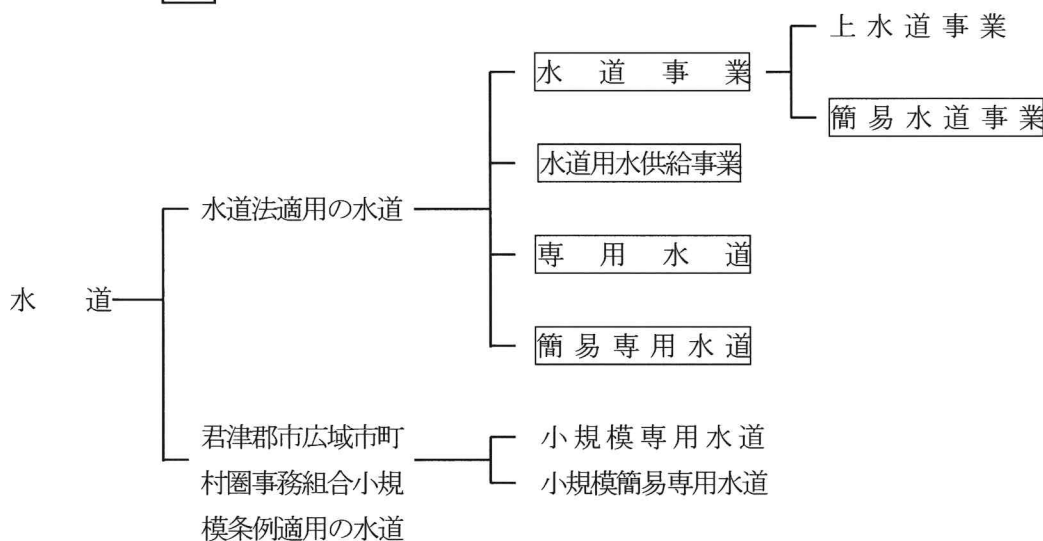 上水道事業
水道事業
簡易水道事業
水道用水供給事業
水道法適用の水道
専用水道
水道
簡易専用水道
君津郡市広域市町
村圏事務組合小規
模条例適用の水道
小規模専用水道
小規模簡易専用水道